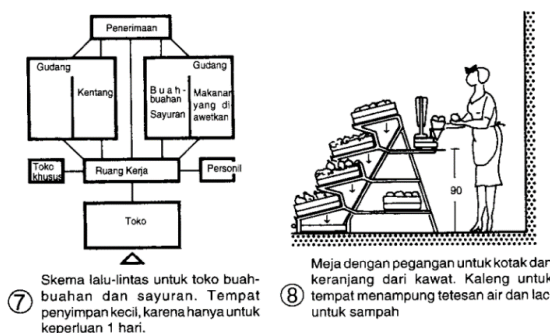 Penerimaan
Gudang
Gudang
Kentang
Buah-
buahan
Sayuran
Makanan
yang di
awetkan
Toko
khusus
Ruang Kerja
Personil
Toko
7
Skema lalu-lintas untuk toko buah-
buahan dan sayuran. Tempat
penyimpan kecil, karena hanya untuk
keperluan 1 hari.
90
8
Meja dengan pegangan untuk kotak dan
keranjang dari kawat. Kaleng untuk
tempat menampung tetesan air dan laci
untuk sampah